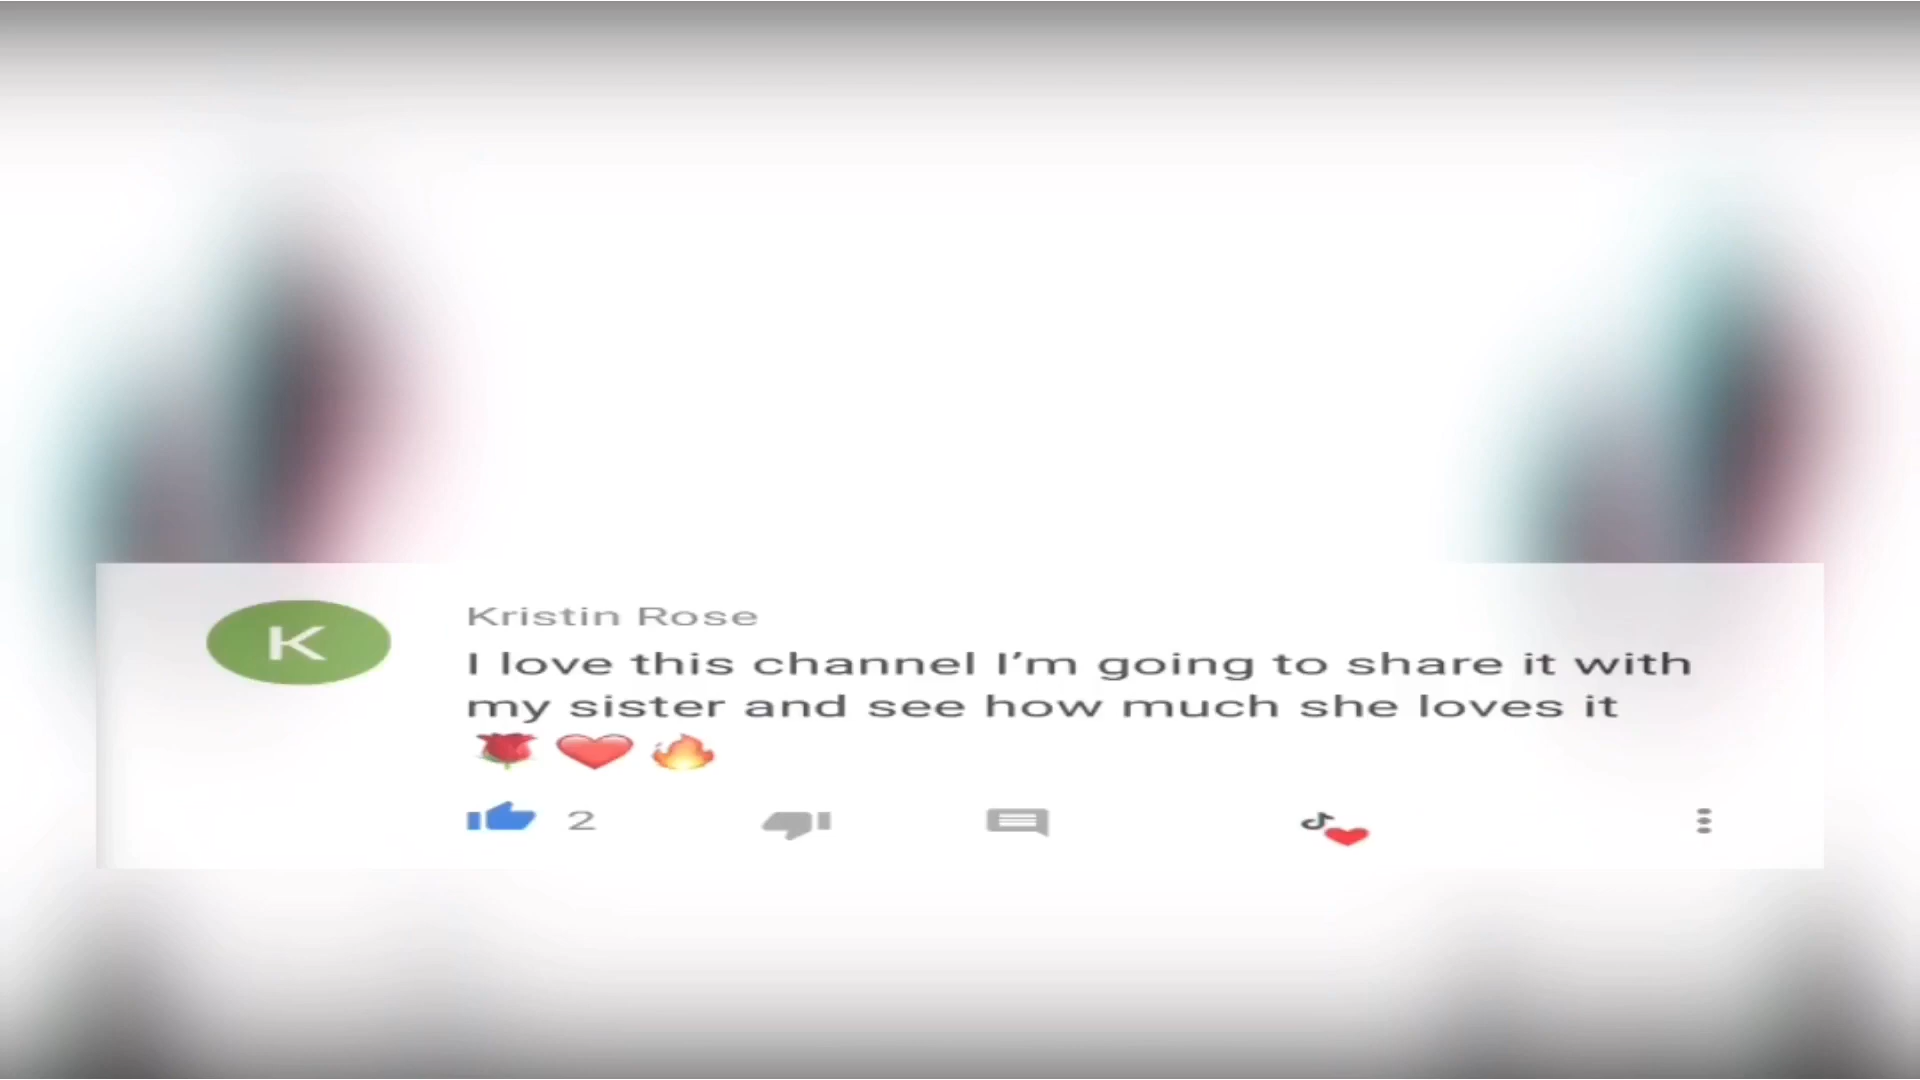 K
Kristin Rose
I love this channel I’m going to share it with
my sister and see how much she loves it
🌹 ❤️ 🔥
2